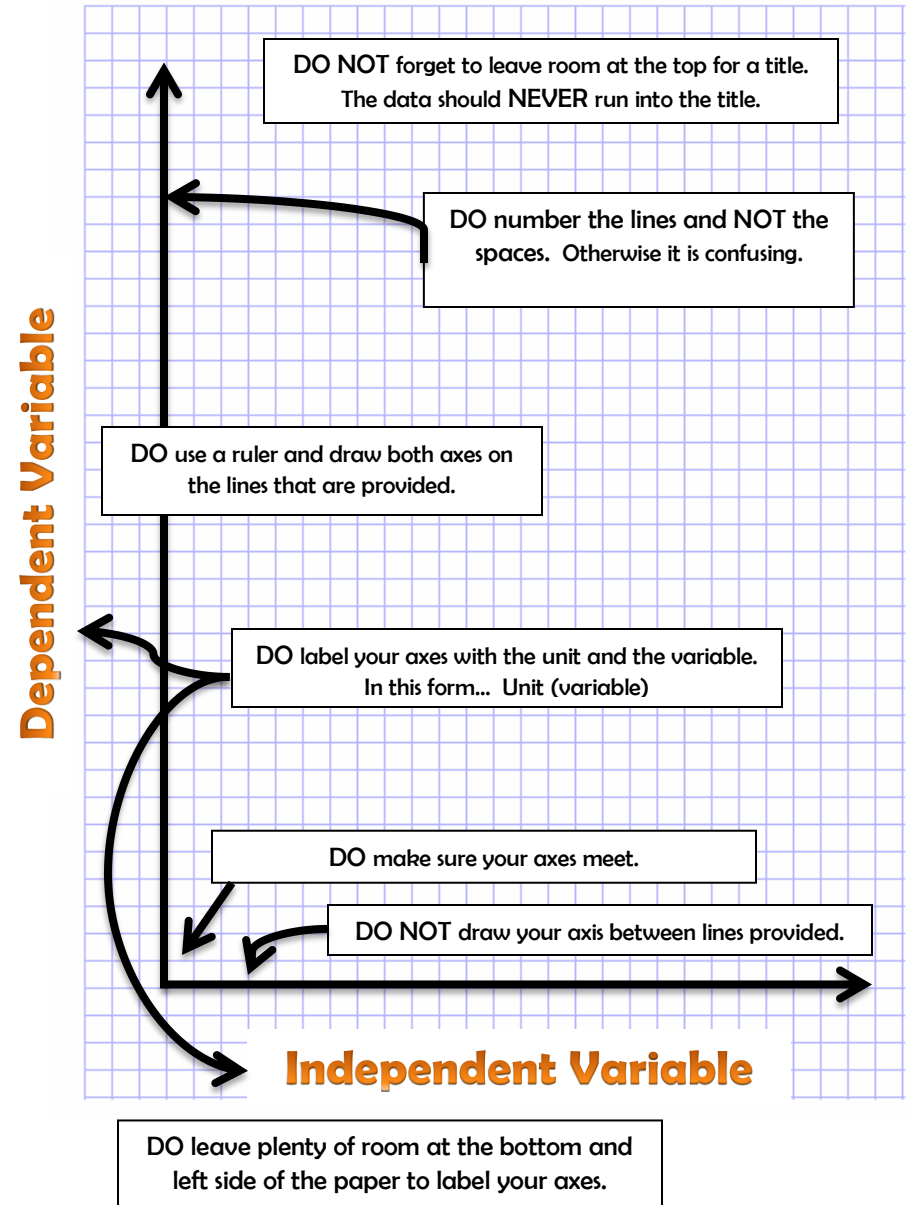 DO NOT forget to leave room at the top for a title.
The data should NEVER run into the title.
DO number the lines and NOT the
spaces.  Otherwise it is confusing.
Dependent Variable
DO use a ruler and draw both axes on
the lines that are provided.
DO label your axes with the unit and the variable.
In this form...  Unit (variable)
DO make sure your axes meet.
DO NOT draw your axis between lines provided.
Independent Variable
DO leave plenty of room at the bottom and
left side of the paper to label your axes.